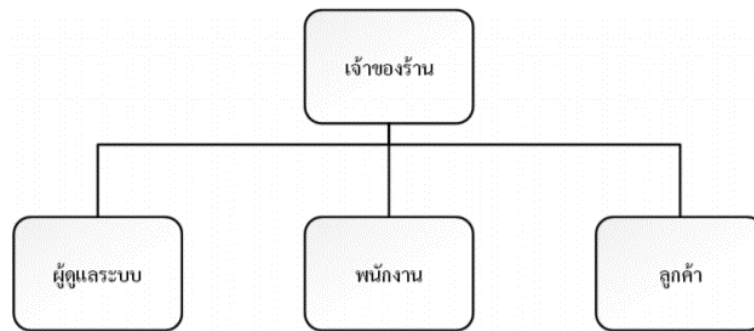 เจ้าของร้าน
ผู้ดูแลระบบ
พนักงาน
ลูกค้า